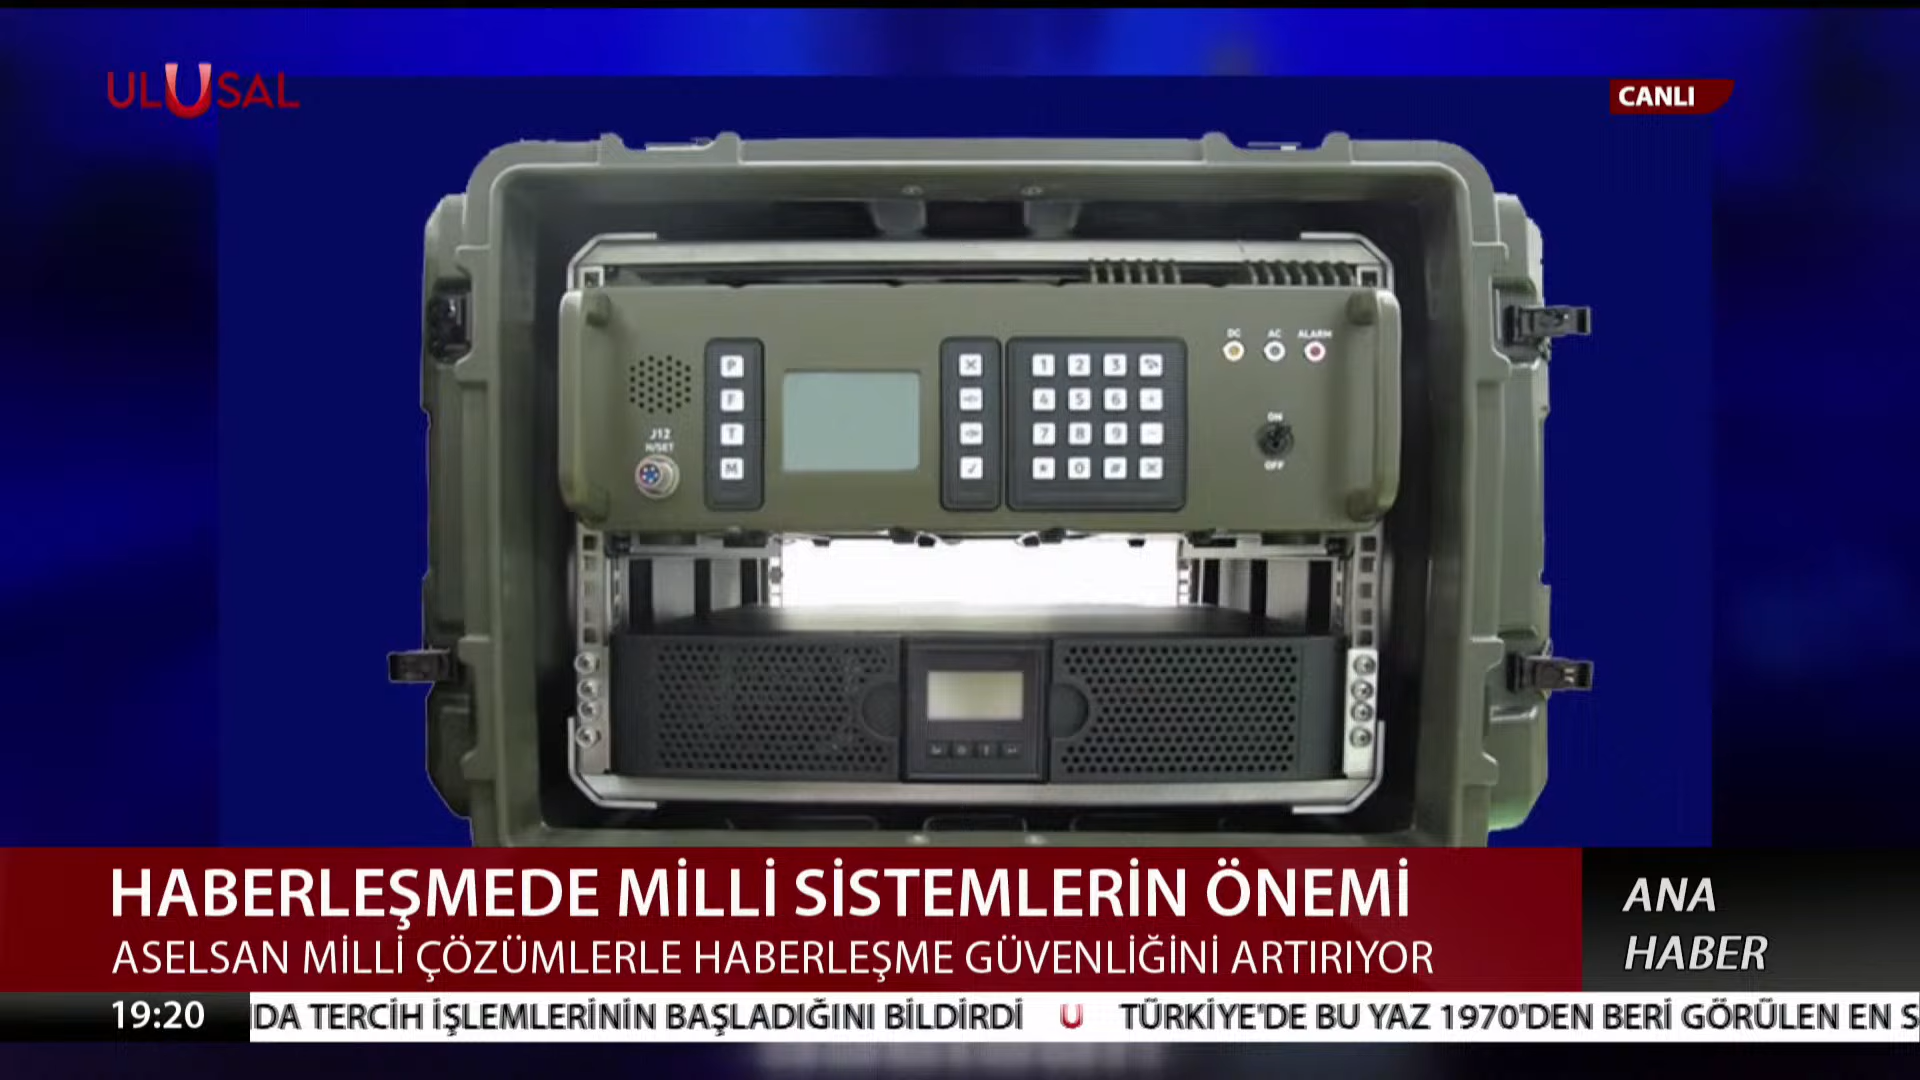 ULUSAL
CANLI
DC AC ALARM
P
F
T
M
J12
H/SET
1 2 3
4 5 6
7 8 9
* 0 #
ON
OFF
HABERLEŞMEDE MİLLİ SİSTEMLERİN ÖNEMİ
ASELSAN MİLLİ ÇÖZÜMLERLE HABERLEŞME GÜVENLİĞİNİ ARTIRIYOR
ANA
HABER
19:20
DA TERCİH İŞLEMLERİNİN BAŞLADIĞINI BİLDİRDİ U TÜRKİYE'DE BU YAZ 1970'DEN BERİ GÖRÜLEN EN S